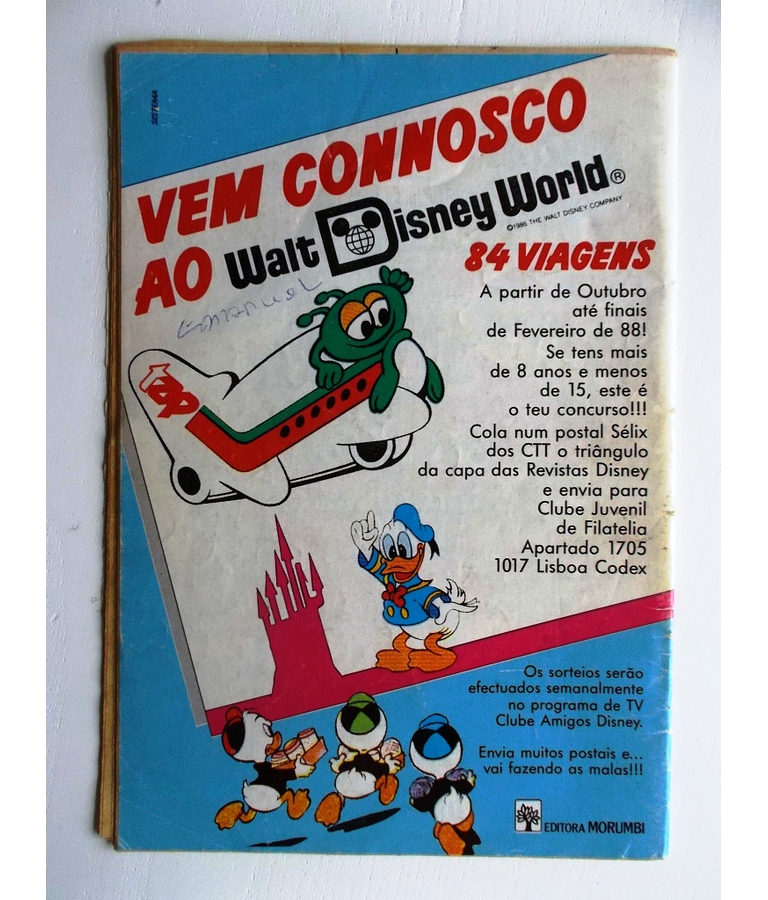 SISTEMA
VEM CONNOSCO
AO Walt Disney World®
©1986 THE WALT DISNEY COMPANY
84 VIAGENS
Emanuel
A partir de Outubro
até finais
de Fevereiro de 88!
Se tens mais
de 8 anos e menos
de 15, este é
o teu concurso!!!
Cola num postal Sélix
dos CTT o triângulo
da capa das Revistas Disney
e envia para
Clube Juvenil
de Filatelia
Apartado 1705
1017 Lisboa Codex
tap
Os sorteios serão
efectuados semanalmente
no programa de TV
Clube Amigos Disney.
Envia muitos postais e...
vai fazendo as malas!!!
EDITORA MORUMBI